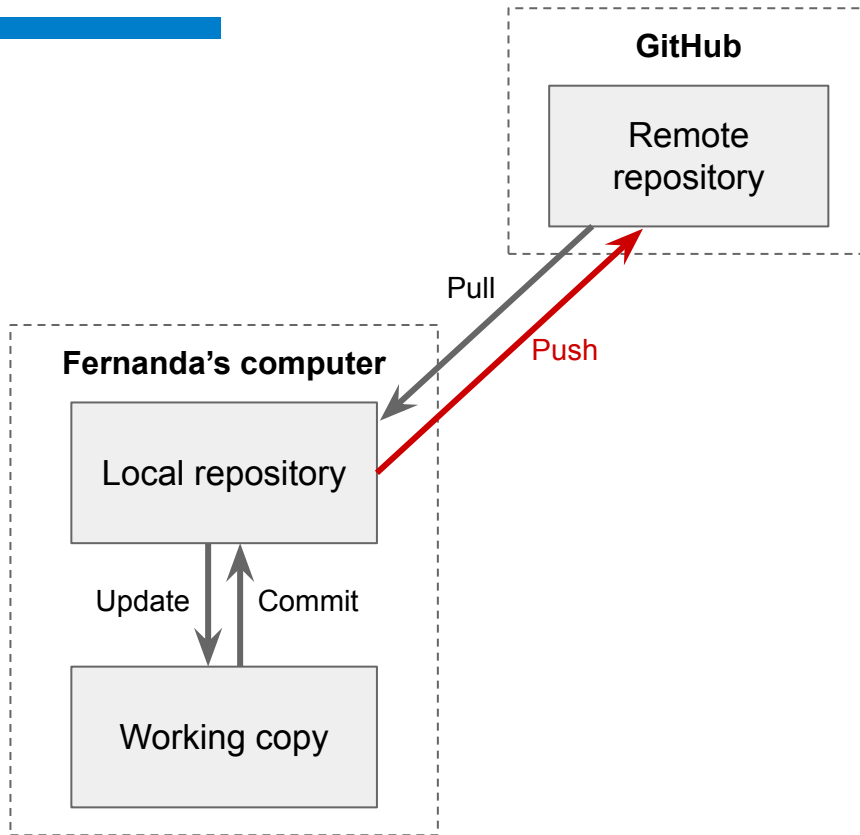 GitHub
Remote
repository
Pull
Push
Fernanda’s computer
Local repository
Update
Commit
Working copy